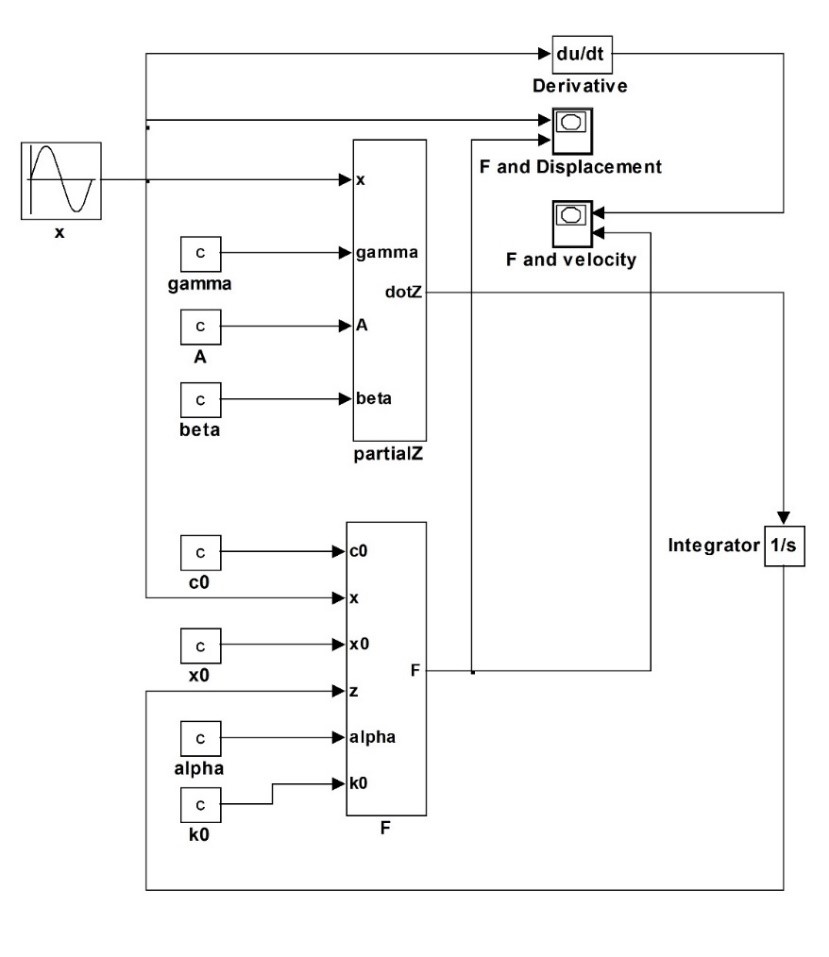 du/dt
Derivative
F and Displacement
x
x
F and velocity
c
gamma
gamma
dotZ
c
A
A
c
beta
beta
partialZ
c
c0
c0
Integrator
1/s
x
c
x0
x0
F
z
c
alpha
alpha
c
k0
k0
F